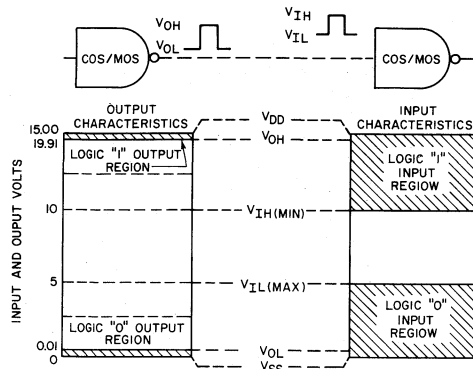 VOH
VOL
VIH
VIL
COS/MOS
COS/MOS
OUTPUT
CHARACTERISTICS
INPUT
CHARACTERISTICS
INPUT AND OUPUT VOLTS
15.00
19.91
10
5
0.01
0
LOGIC "I" OUTPUT
REGION
LOGIC "0" OUTPUT
REGION
VDD
VOH
VIH(MIN)
VIL(MAX)
VOL
VSS
LOGIC "I"
INPUT
REGIOW
LOGIC "0"
INPUT
REGIOW